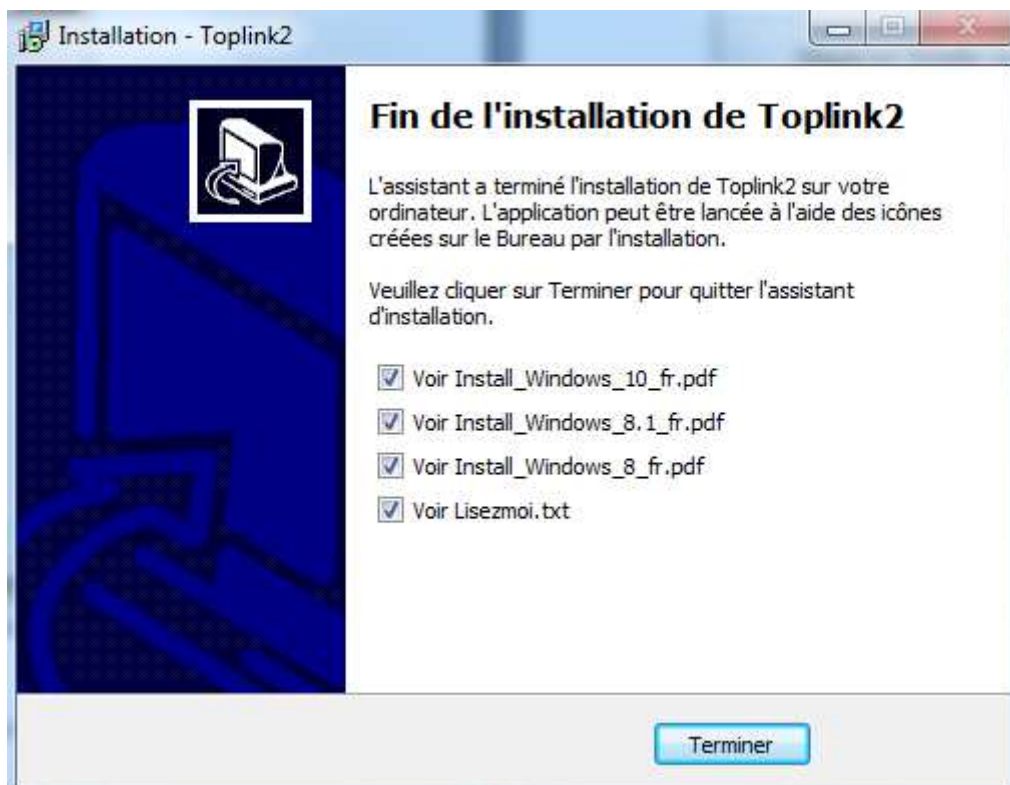 Installation - Toplink2
Fin de l'installation de Toplink2
L'assistant a terminé l'installation de Toplink2 sur votre
ordinateur. L'application peut être lancée à l'aide des icônes
créées sur le Bureau par l'installation.
Veuillez cliquer sur Terminer pour quitter l'assistant
d'installation.
Voir Install_Windows_10_fr.pdf
Voir Install_Windows_8.1_fr.pdf
Voir Install_Windows_8_fr.pdf
Voir Lisezmoi.txt
Terminer